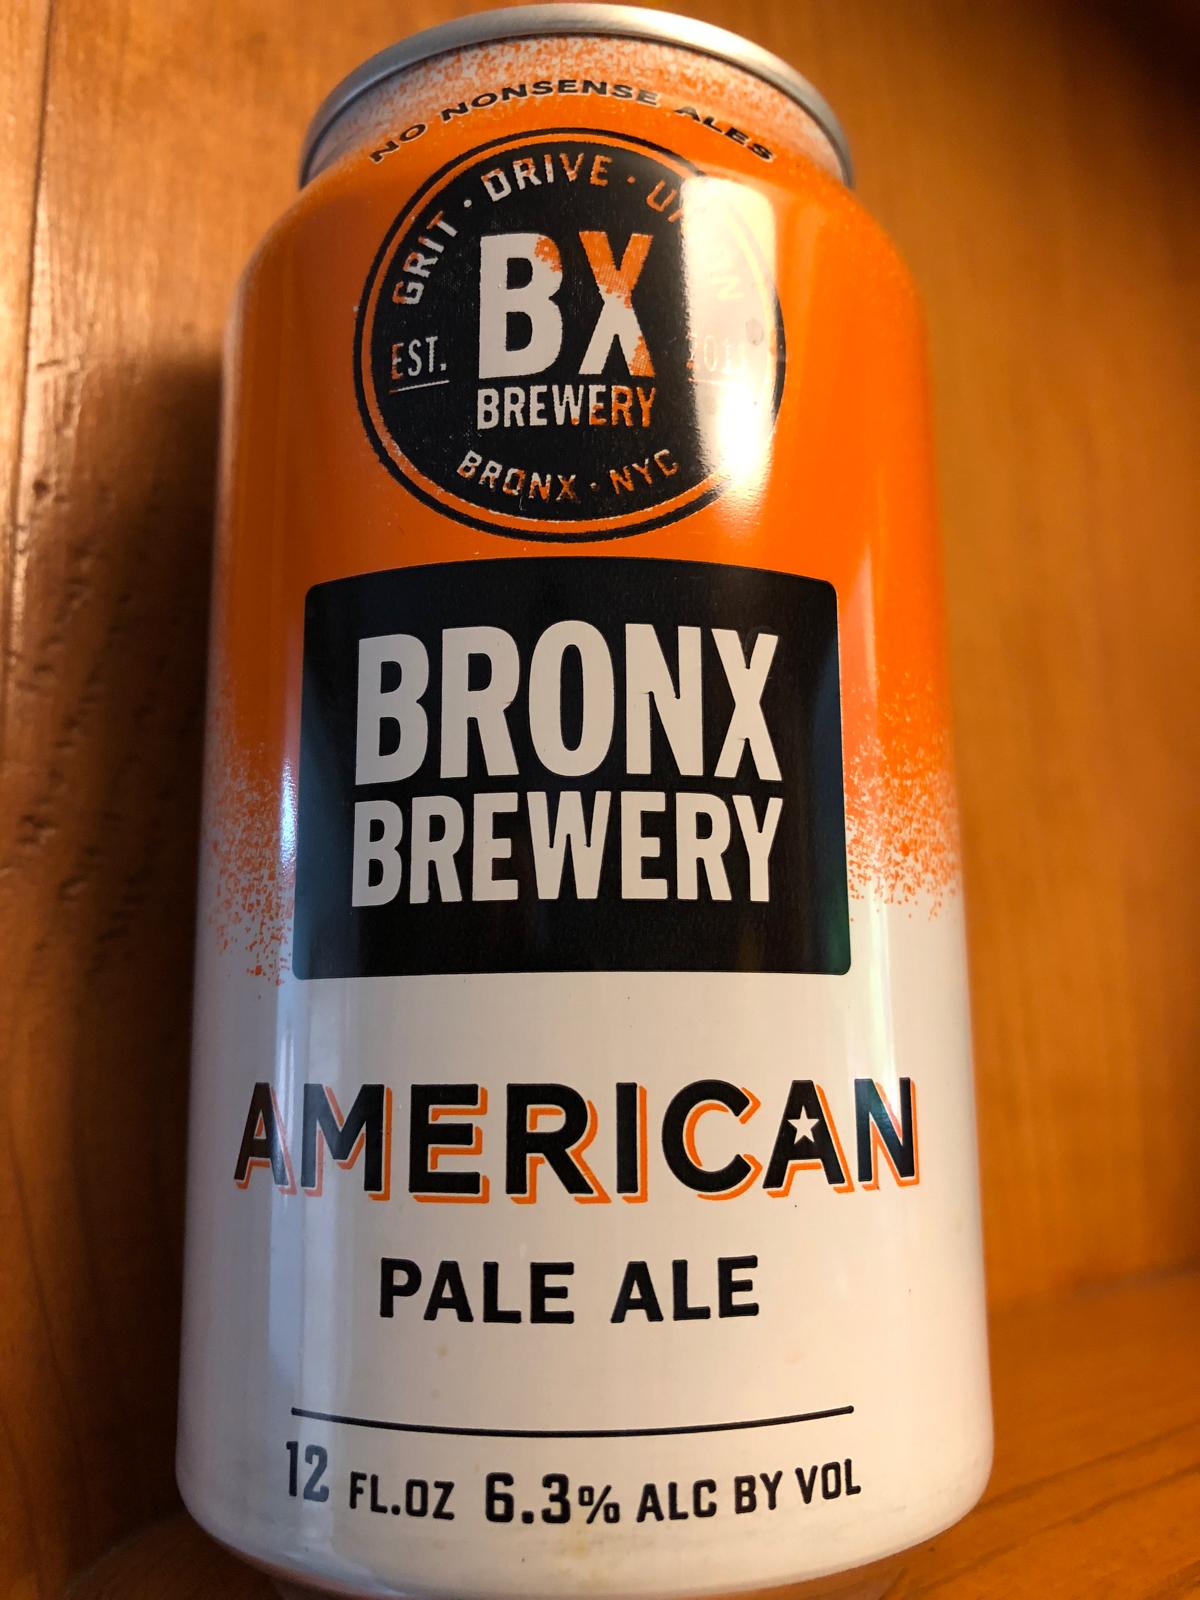 NO NONSENSE ALES
GRIT · DRIVE ·
EST.
BX
BREWERY
BRONX · NYC
BRONX
BREWERY
AMERICAN
PALE ALE
12 FL.OZ 6.3% ALC BY VOL